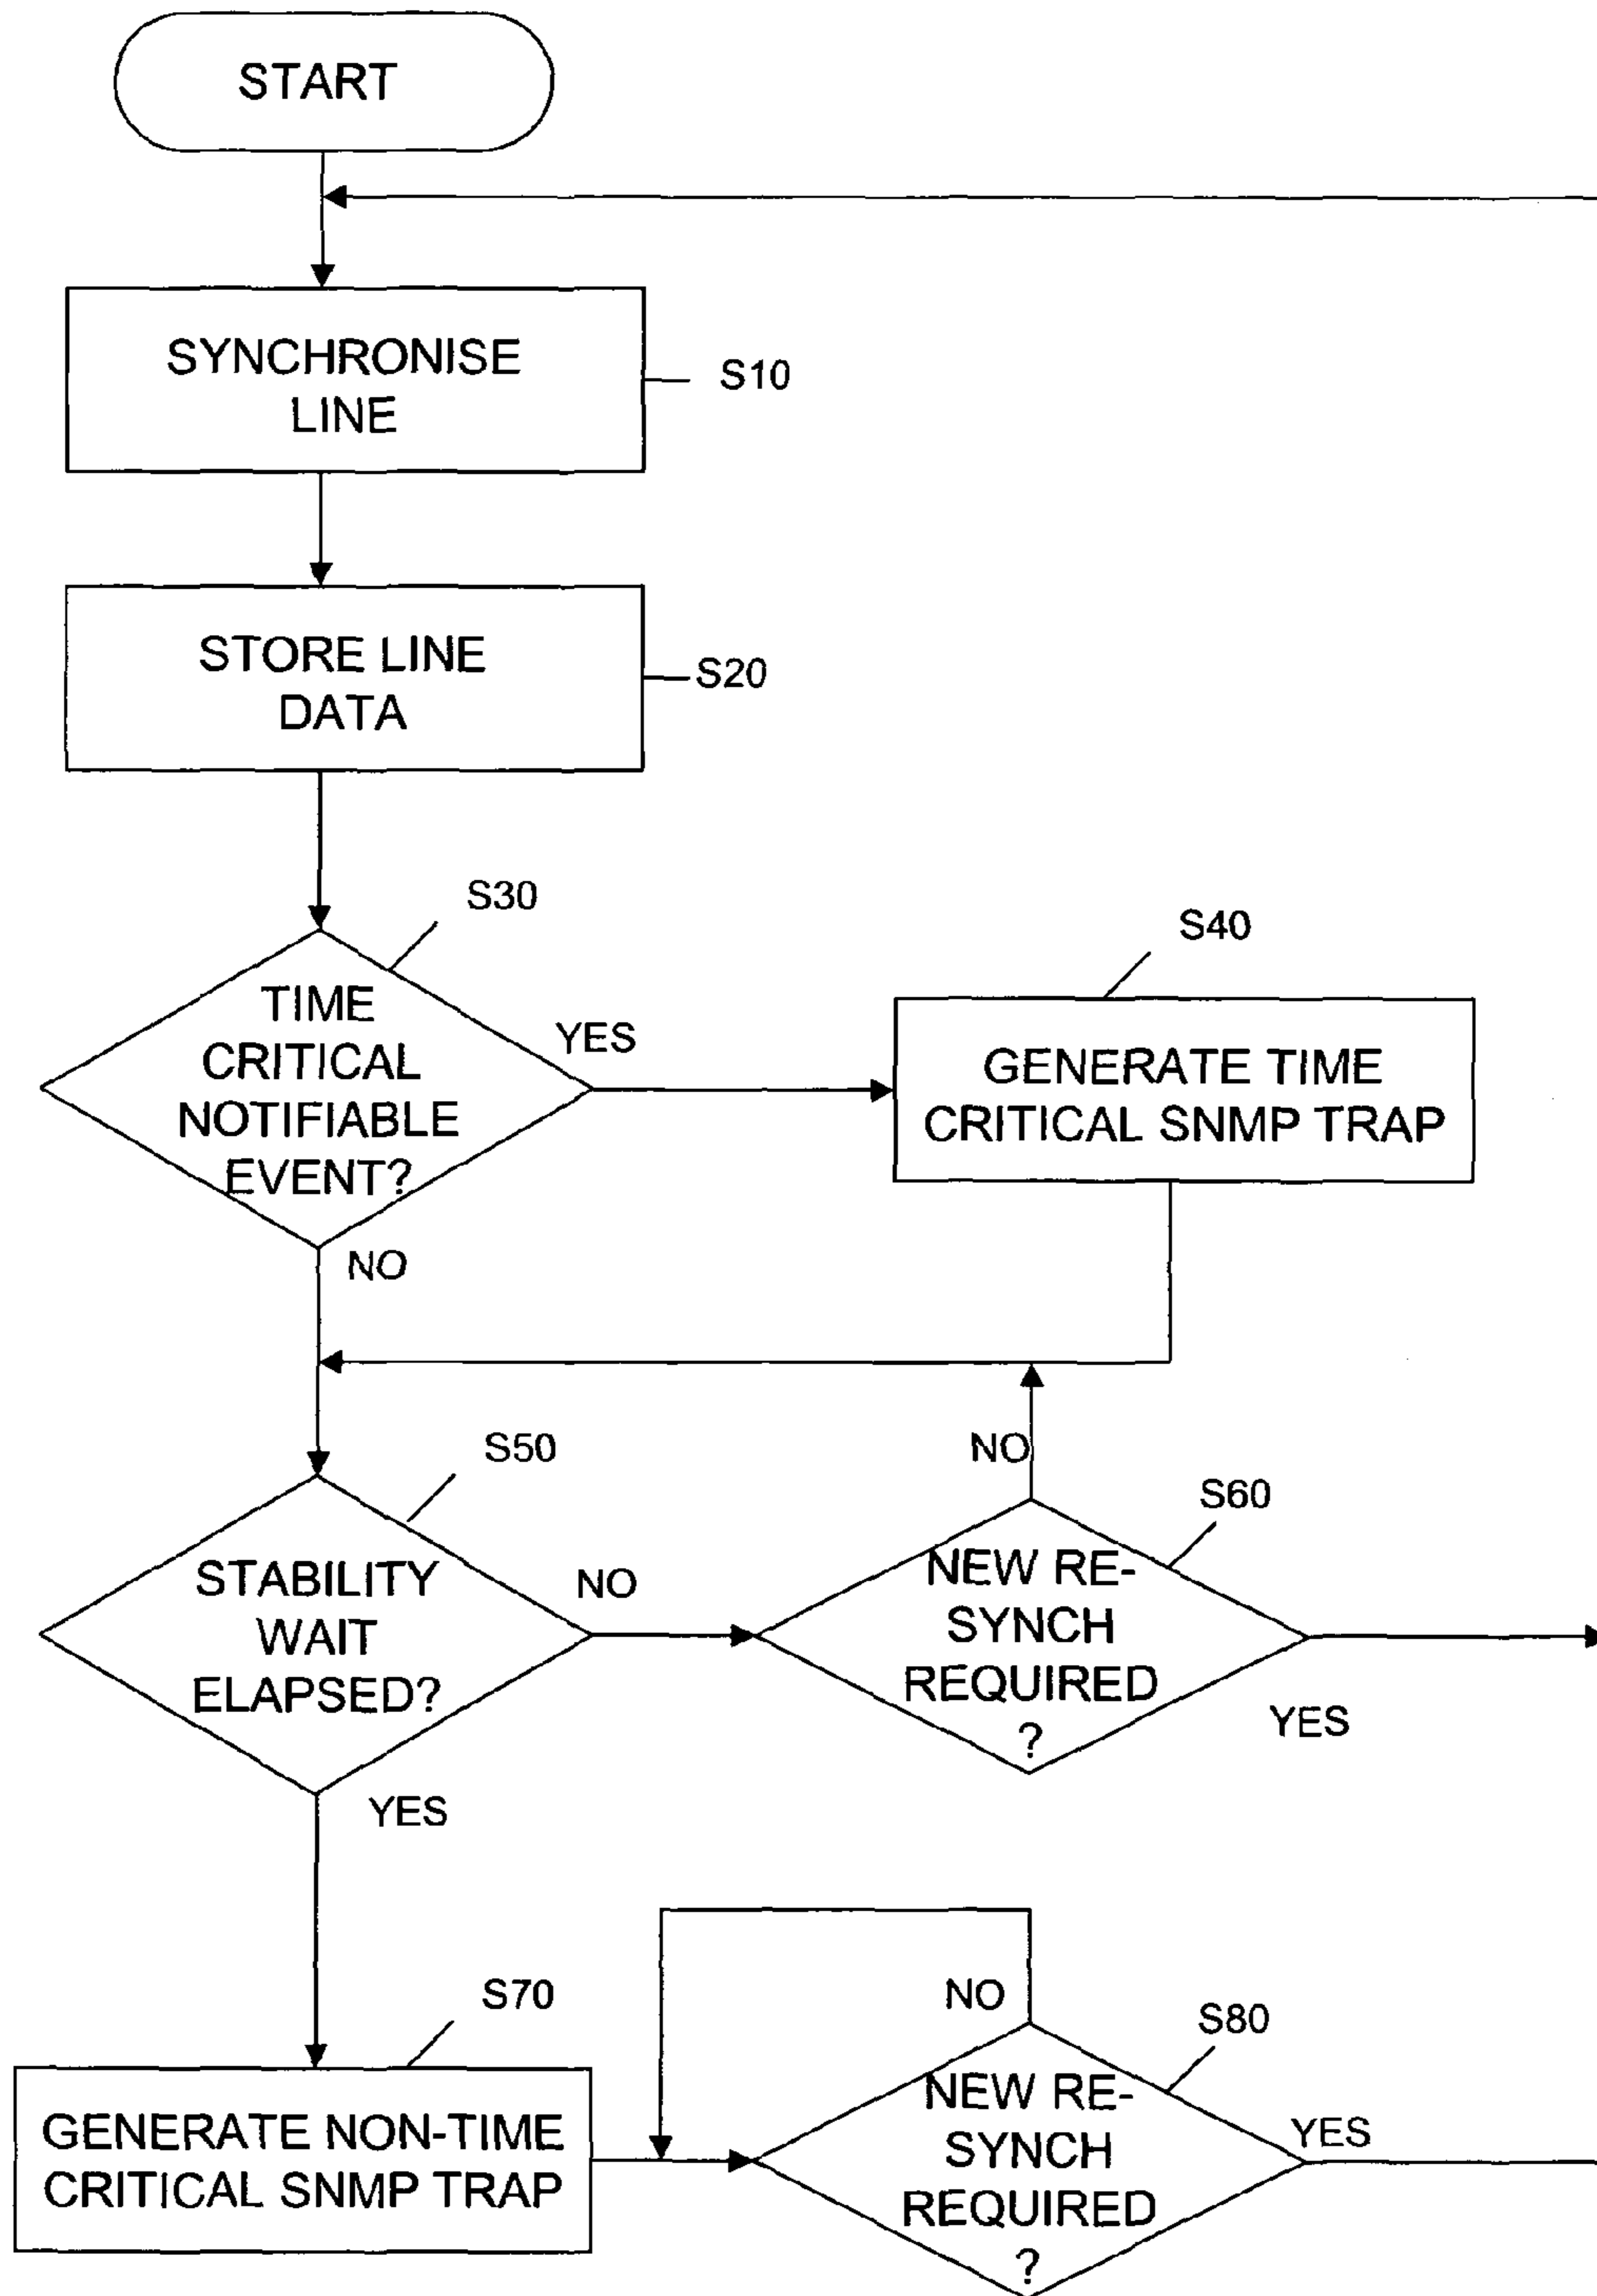 START
SYNCHRONISE
LINE
S10
STORE LINE
DATA
S20
S30
TIME
CRITICAL
NOTIFIABLE
EVENT?
YES
NO
S40
GENERATE TIME
CRITICAL SNMP TRAP
S50
STABILITY
WAIT
ELAPSED?
NO
YES
NO
S60
NEW RE-
SYNCH
REQUIRED
?
YES
S70
GENERATE NON-TIME
CRITICAL SNMP TRAP
NO
S80
NEW RE-
SYNCH
REQUIRED
?
YES